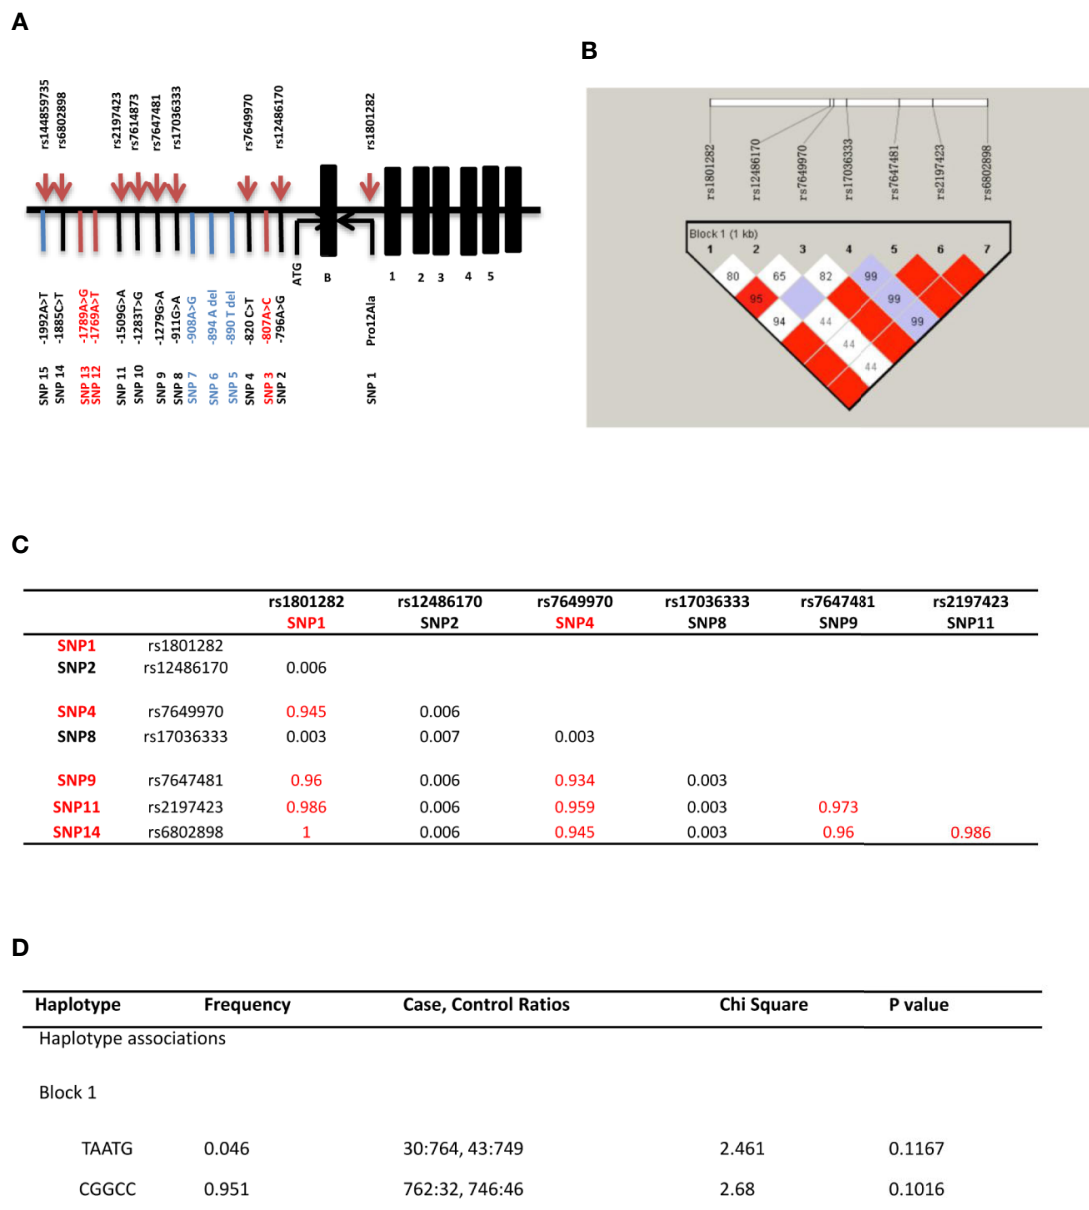 A
rs144859735
rs6802898
rs2197423
rs7614873
rs7647481
rs17036333
rs7649970
rs12486170
rs1801282
ATG
B
1
2
3
4
5
-1992A>T
-1885C>T
-1789A>G
-1769A>T
-1509G>A
-1283T>G
-1279G>A
-911G>A
-908A>G
-894 A del
-890 T del
-820 C>T
-807A>C
-796A>G
Pro12Ala
SNP 15
SNP 14
SNP 13
SNP 12
SNP 11
SNP 10
SNP 9
SNP 8
SNP 7
SNP 6
SNP 5
SNP 4
SNP 3
SNP 2
SNP 1
B
rs1801282
rs12486170
rs7649970
rs17036333
rs7647481
rs2197423
rs6802898
Block 1 (1 kb)
1 2 3 4 5 6 7
80 65 82 99
95 99
94 44 99
44
44
C
rs1801282 rs12486170 rs7649970 rs17036333 rs7647481 rs2197423
SNP1 SNP2 SNP4 SNP8 SNP9 SNP11
SNP1 rs1801282
SNP2 rs12486170 0.006
SNP4 rs7649970 0.945 0.006
SNP8 rs17036333 0.003 0.007 0.003
SNP9 rs7647481 0.96 0.006 0.934 0.003
SNP11 rs2197423 0.986 0.006 0.959 0.003 0.973
SNP14 rs6802898 1 0.006 0.945 0.003 0.96 0.986
D
Haplotype Frequency Case, Control Ratios Chi Square P value
Haplotype associations
Block 1
TAATG 0.046 30:764, 43:749 2.461 0.1167
CGGCC 0.951 762:32, 746:46 2.68 0.1016